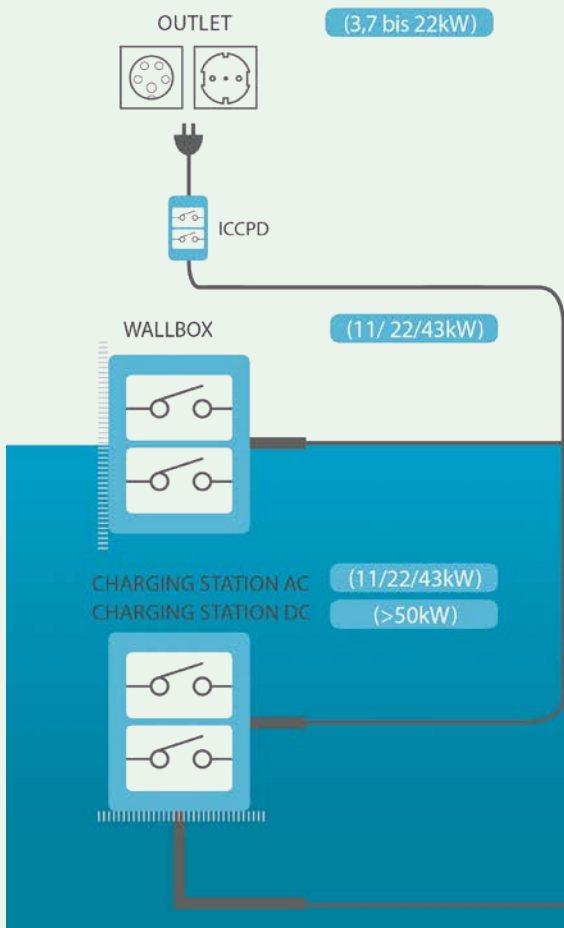 OUTLET
(3,7 bis 22kW)
ICCPD
WALLBOX
(11/ 22/43kW)
CHARGING STATION AC
(11/22/43kW)
CHARGING STATION DC
(>50kW)